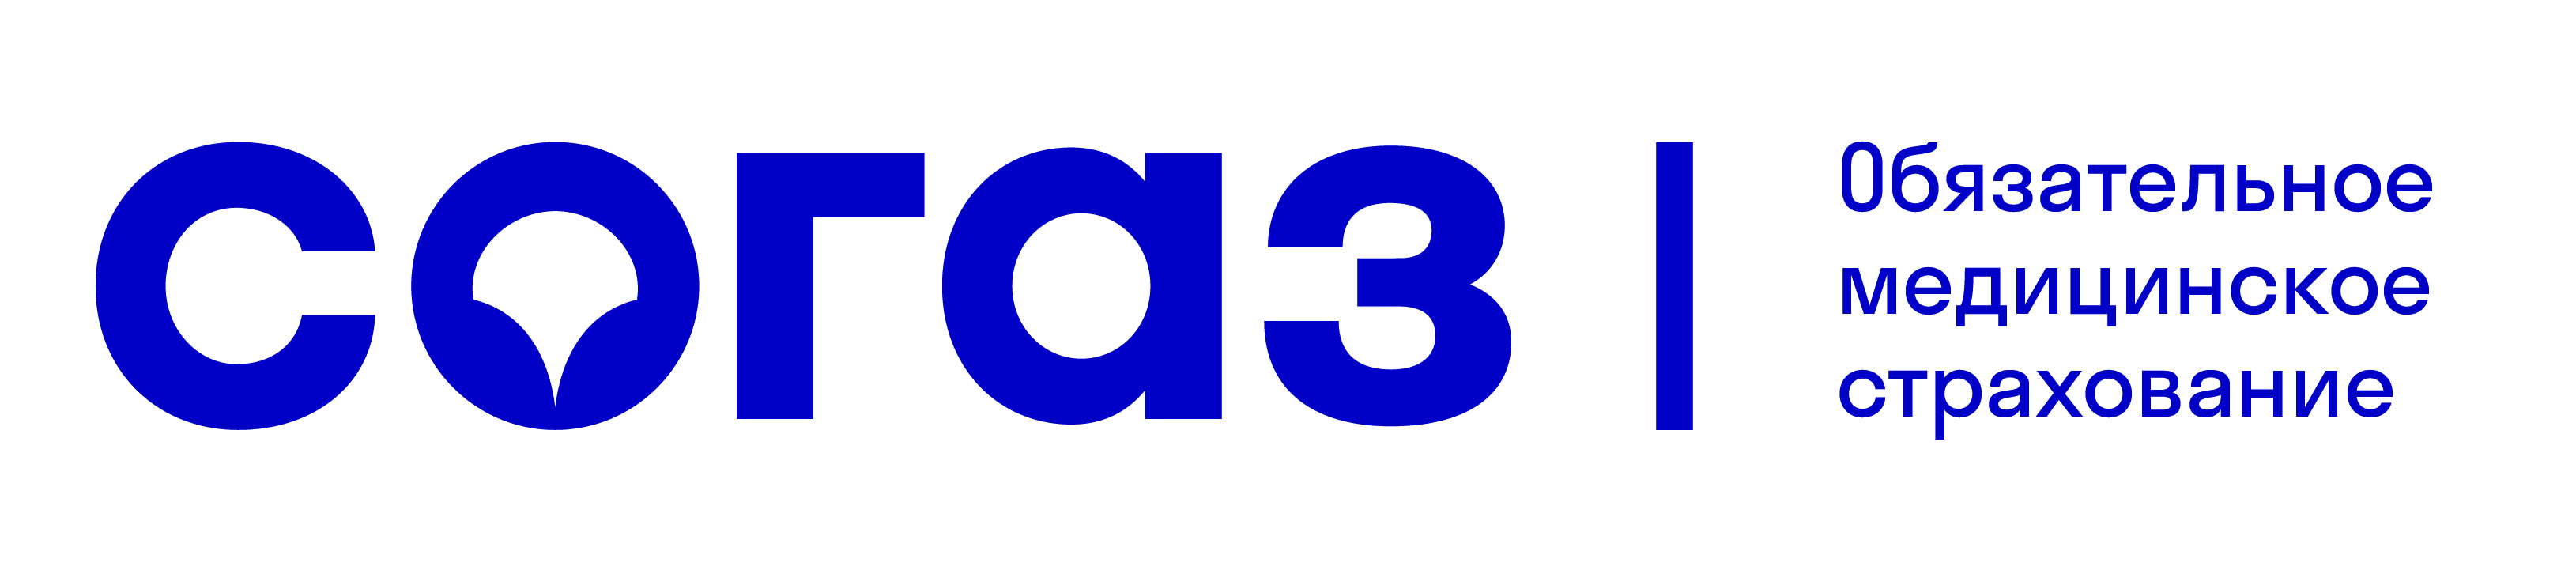 согаз
Обязательное
медицинское
страхование